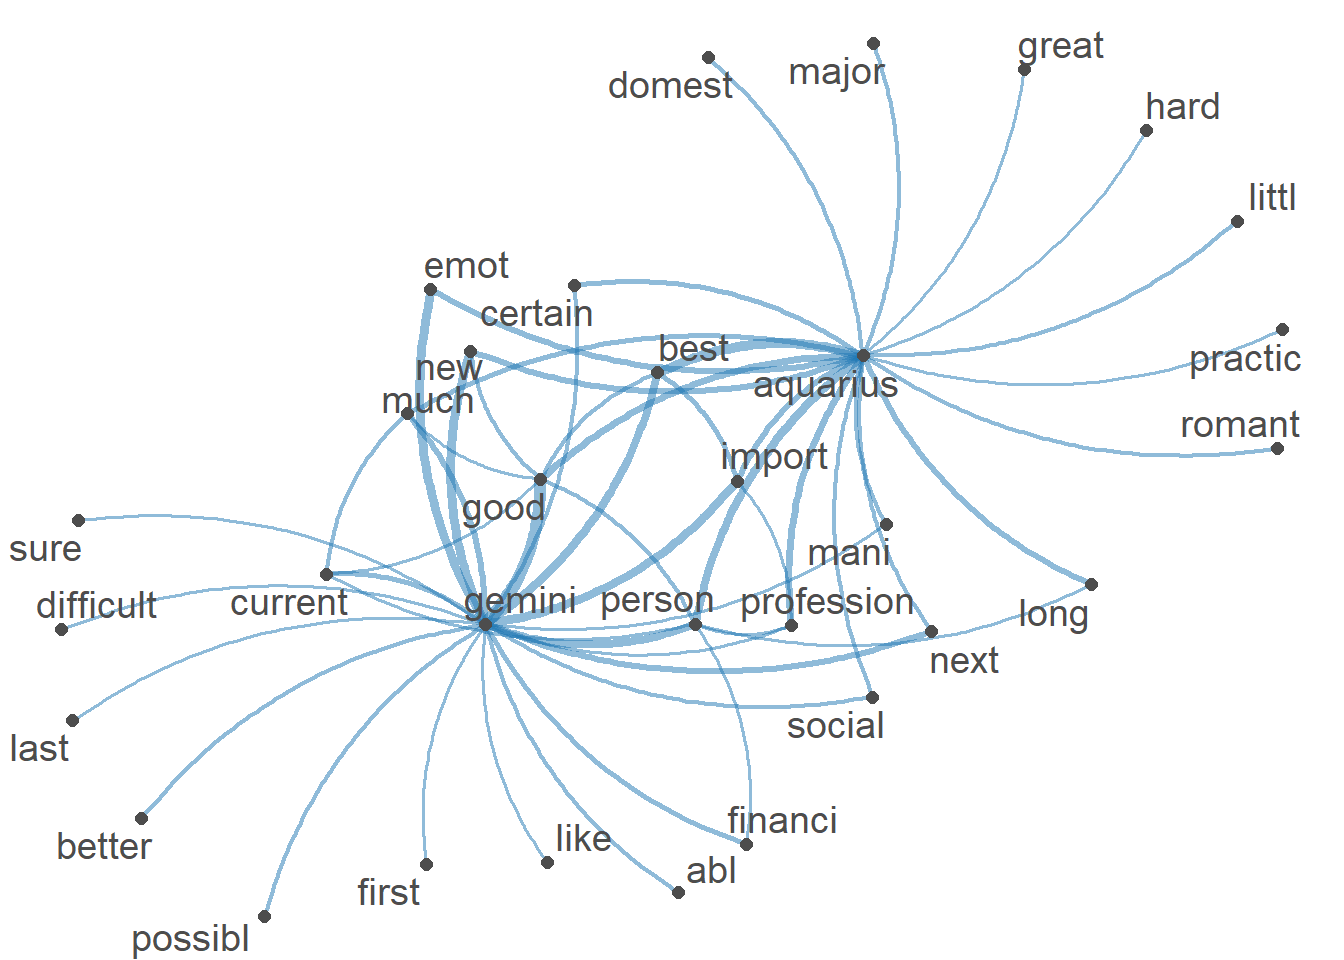 great
major
domest
hard
littl
emot
certain
best
practic
new
aquarius
much
romant
import
good
sure
mani
difficult
current
gemini
person
profession
long
next
social
last
financi
like
better
abl
first
possibl